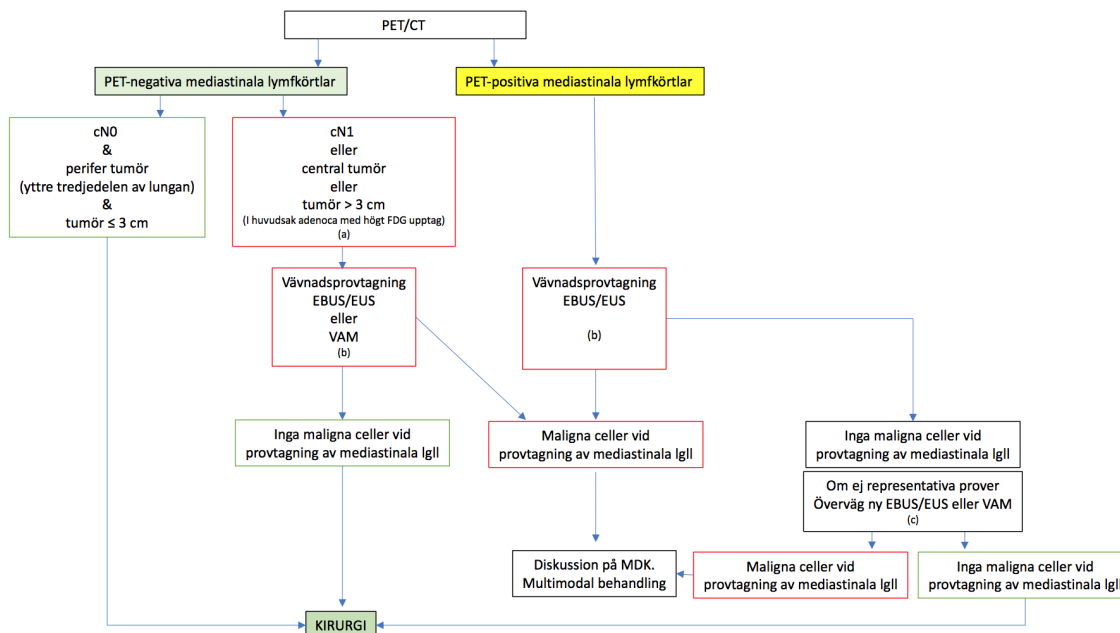 PET/CT
PET-negativa mediastinala lymfkörtlar
PET-positiva mediastinala lymfkörtlar
cN0
&
perifer tumör
(yttre tredjedelen av lungan)
&
tumör ≤ 3 cm
cN1
eller
central tumör
eller
tumör > 3 cm
(I huvudsak adenoca med högt FDG upptag)
(a)
Vävnadsprovtagning
EBUS/EUS
eller
VAM
(b)
Vävnadsprovtagning
EBUS/EUS
(b)
Inga maligna celler vid
provtagning av mediastinala lgll
Maligna celler vid
provtagning av mediastinala lgll
Inga maligna celler vid
provtagning av mediastinala lgll
Om ej representativa prover
Överväg ny EBUS/EUS eller VAM
(c)
Diskussion på MDK.
Multimodal behandling
Maligna celler vid
provtagning av mediastinala lgll
Inga maligna celler vid
provtagning av mediastinala lgll
KIRURGI